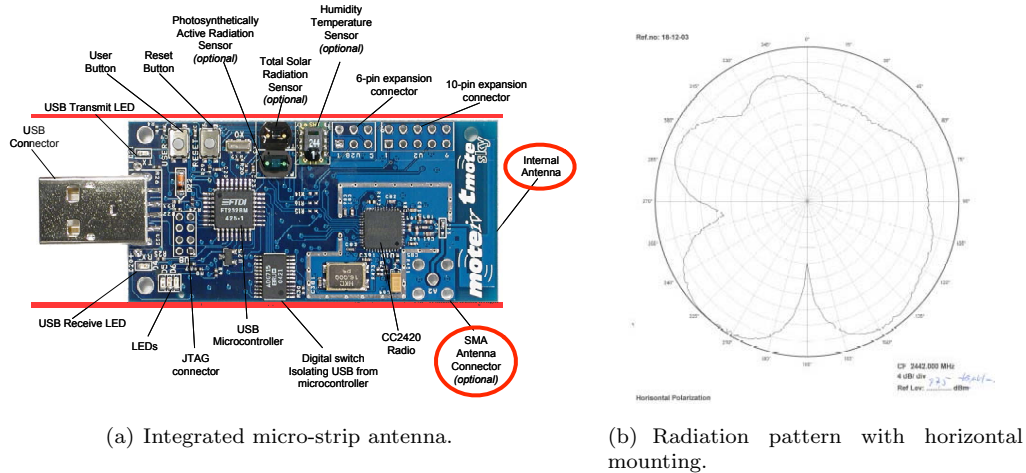 Photosynthetically
Active Radiation
Sensor
(optional)
Humidity
Temperature
Sensor
(optional)
User
Button
Reset
Button
Total Solar
Radiation
Sensor
(optional)
6-pin expansion
connector
10-pin expansion
connector
USB Transmit LED
USB
Connector
Internal
Antenna
USB Receive LED
LEDs
JTAG
connector
USB
Microcontroller
Digital switch
Isolating USB from
microcontroller
CC2420
Radio
SMA
Antenna
Connector
(optional)
USER
RESET
244
FTDI
moteiv tmote
sky
Ref.no: 18-12-03
CF 2442.000 MHz
4 dB/ div
Ref Lev: dBm
Horisontal Polarization
(a) Integrated micro-strip antenna.
(b) Radiation pattern with horizontal
mounting.